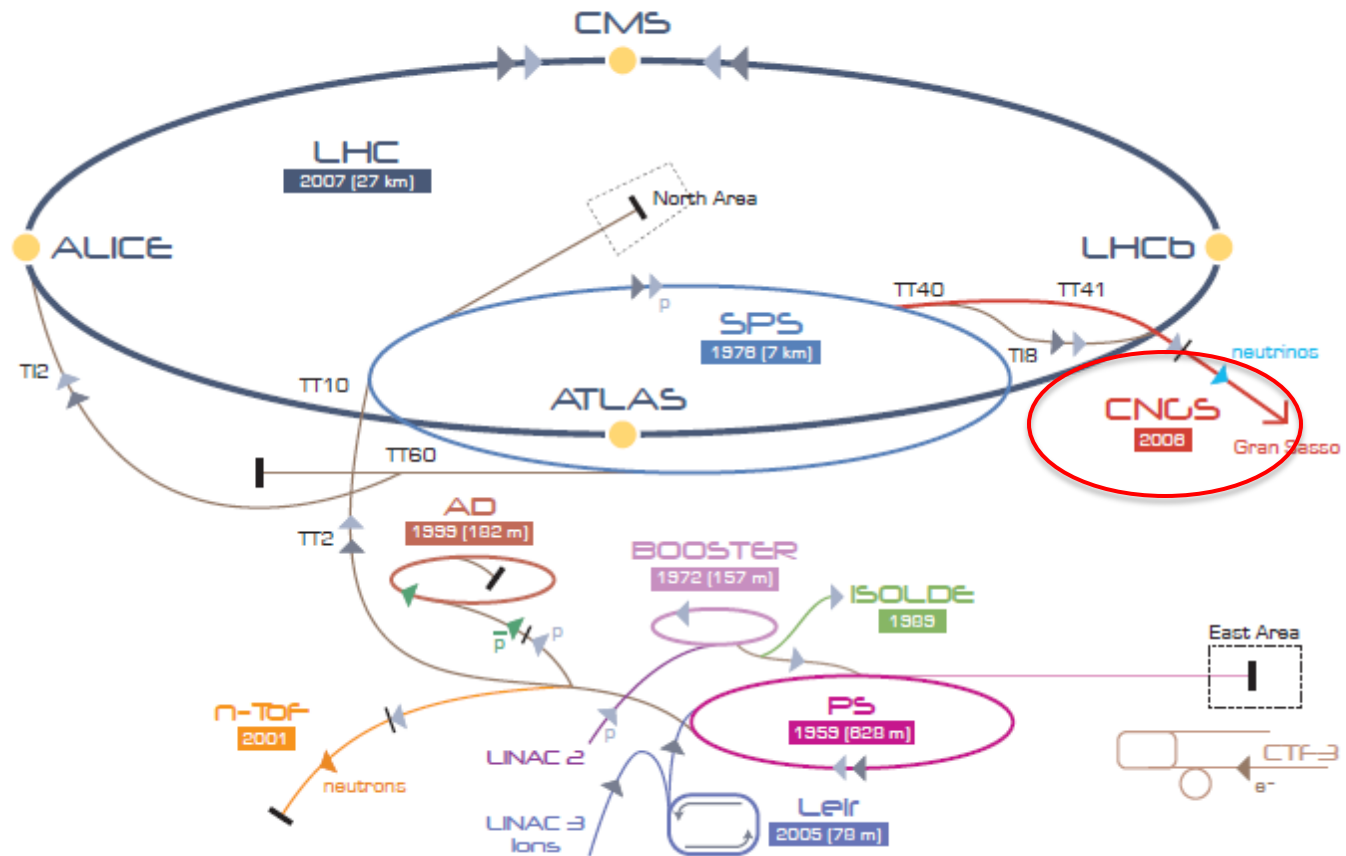 CMS
LHC
2007 (27 km)
North Area
ALICE
LHCb
TT40
TT41
p
SPS
1976 (7 km)
TI8
neutrinos
TI2
TT10
ATLAS
CNGS
2006
Gran Sasso
TT60
AD
1999 (182 m)
TT2
BOOSTER
1972 (157 m)
ISOLDE
1989
p̅
p
East Area
n-ToF
2001
PS
1959 (628 m)
p
LINAC 2
neutrons
CTF3
e⁻
LINAC 3
Ions
Leir
2005 (78 m)